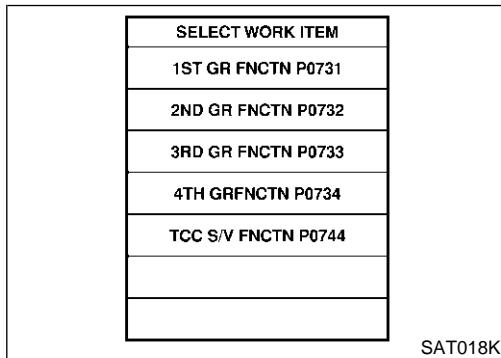 SELECT WORK ITEM
1ST GR FNCTN P0731
2ND GR FNCTN P0732
3RD GR FNCTN P0733
4TH GRFNCTN P0734
TCC S/V FNCTN P0744
SAT018K